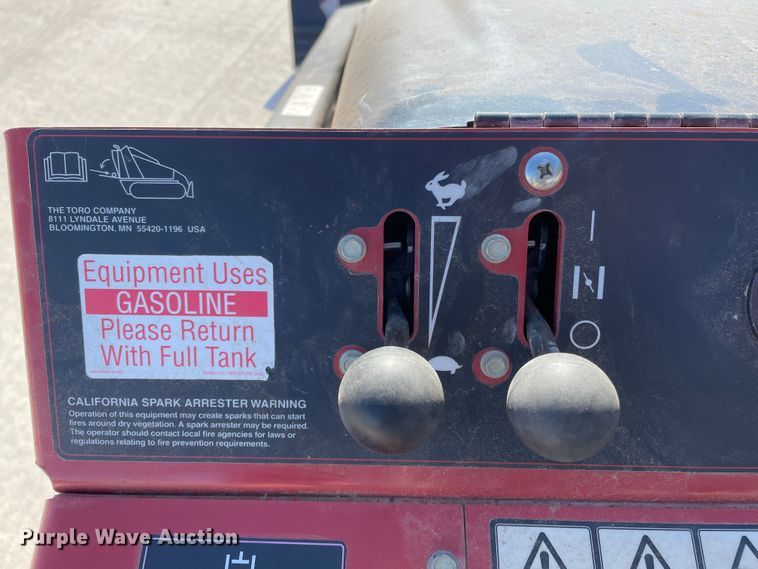 THE TORO COMPANY
8111 LYNDALE AVENUE
BLOOMINGTON, MN 55420-1196 USA
Equipment Uses
GASOLINE
Please Return
With Full Tank
CALIFORNIA SPARK ARRESTER WARNING
Operation of this equipment may create sparks that can start
fires around dry vegetation. A spark arrester may be required.
The operator should contact local fire agencies for laws or
regulations relating to fire prevention requirements.
Purple Wave Auction